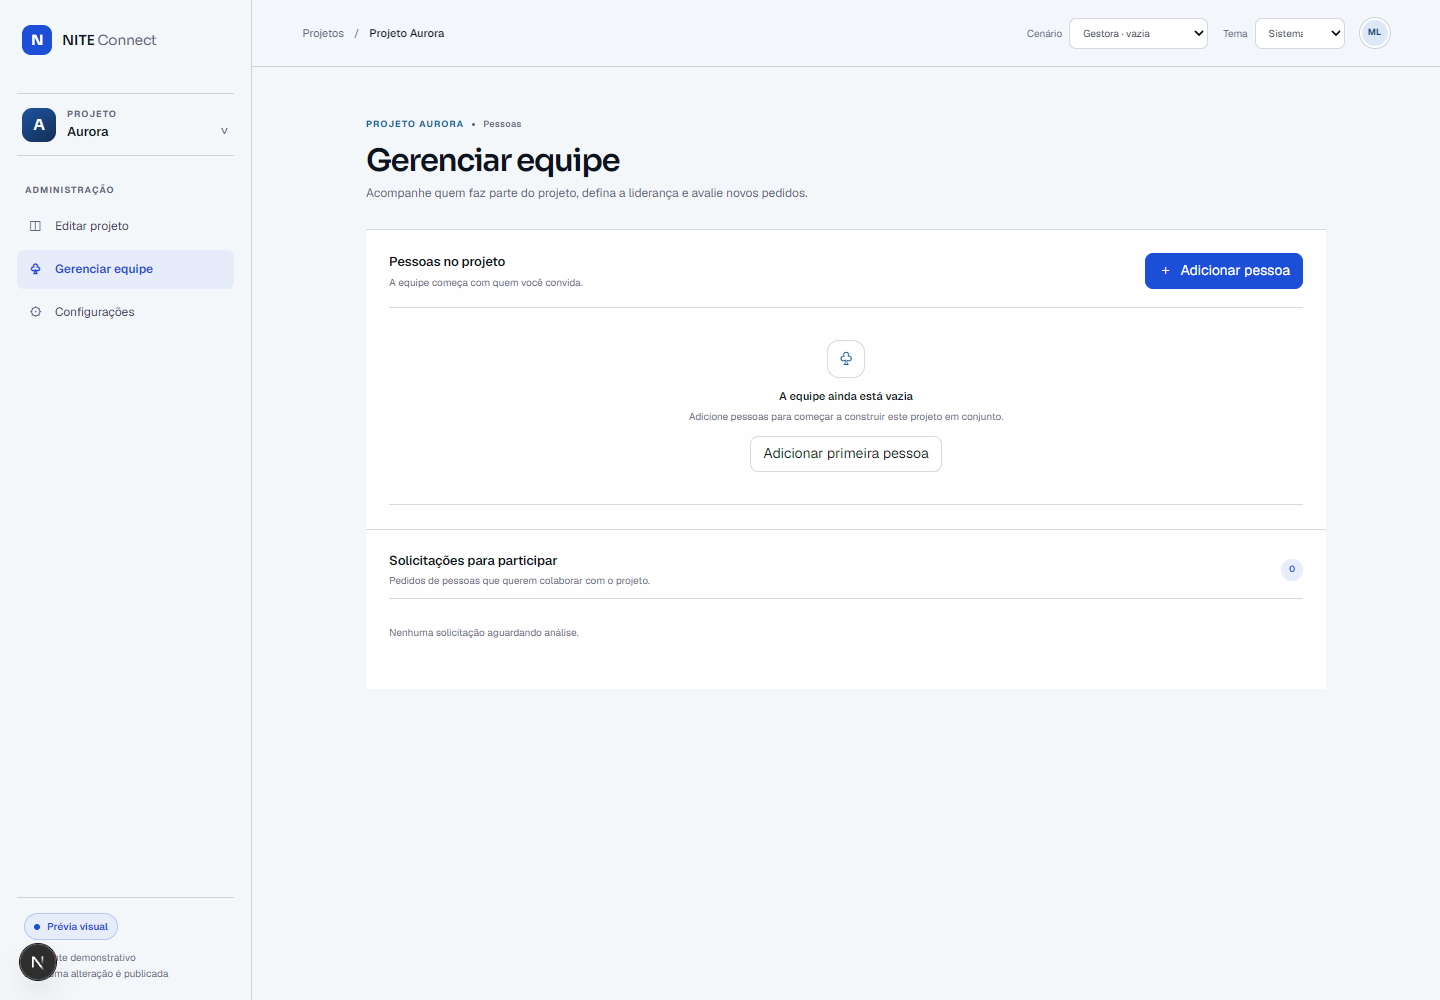 N NITE Connect
PROJETO
A Aurora v
ADMINISTRAÇÃO
Editar projeto
Gerenciar equipe
Configurações
Prévia visual
te demonstrativo
ma alteração é publicada
N
Projetos / Projeto Aurora
Cenário Gestora · vazia Tema Sistema ML
PROJETO AURORA • Pessoas
Gerenciar equipe
Acompanhe quem faz parte do projeto, defina a liderança e avalie novos pedidos.
Pessoas no projeto
A equipe começa com quem você convida.
+ Adicionar pessoa
A equipe ainda está vazia
Adicione pessoas para começar a construir este projeto em conjunto.
Adicionar primeira pessoa
Solicitações para participar
Pedidos de pessoas que querem colaborar com o projeto.
0
Nenhuma solicitação aguardando análise.